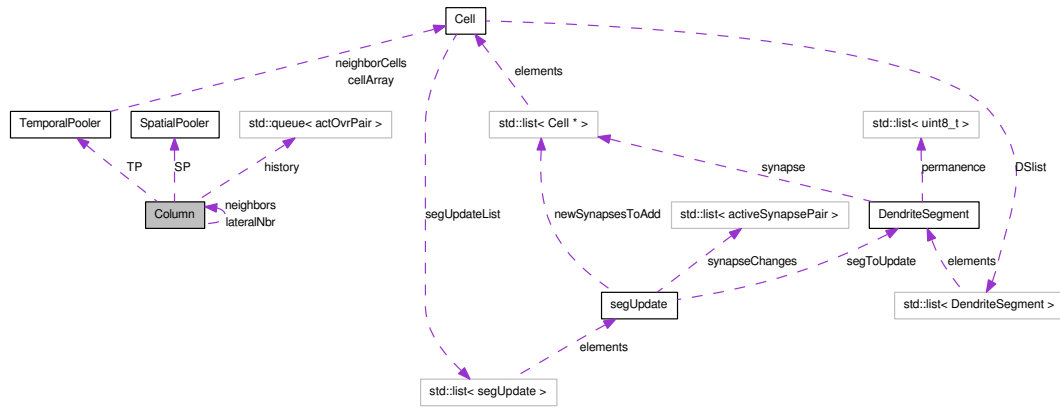 Cell
neighborCells
cellArray
elements
TemporalPooler
SpatialPooler
std::queue< actOvrPair >
std::list< Cell * >
std::list< uint8_t >
TP
SP
history
synapse
permanence
DSlist
Column
neighbors
lateralNbr
segUpdateList
newSynapsesToAdd
std::list< activeSynapsePair >
DendriteSegment
synapseChanges
segToUpdate
elements
segUpdate
std::list< DendriteSegment >
elements
std::list< segUpdate >